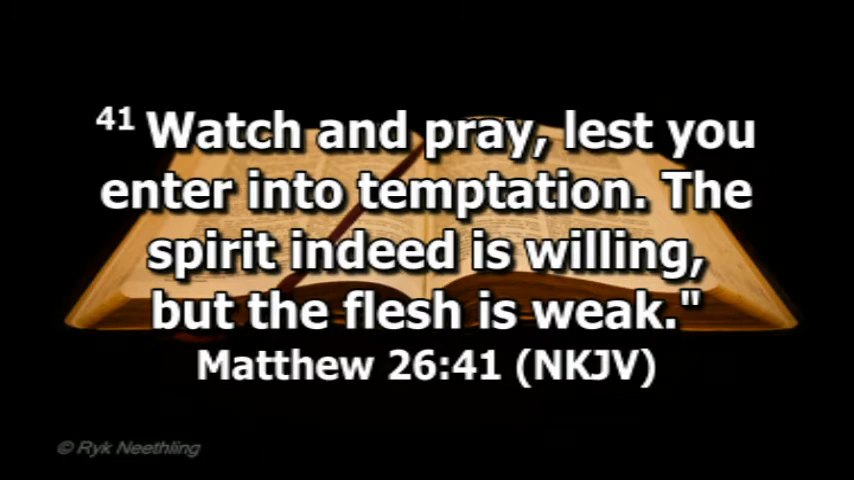 41 Watch and pray, lest you
enter into temptation. The
spirit indeed is willing,
but the flesh is weak."
Matthew 26:41 (NKJV)
© Ryk Neethling